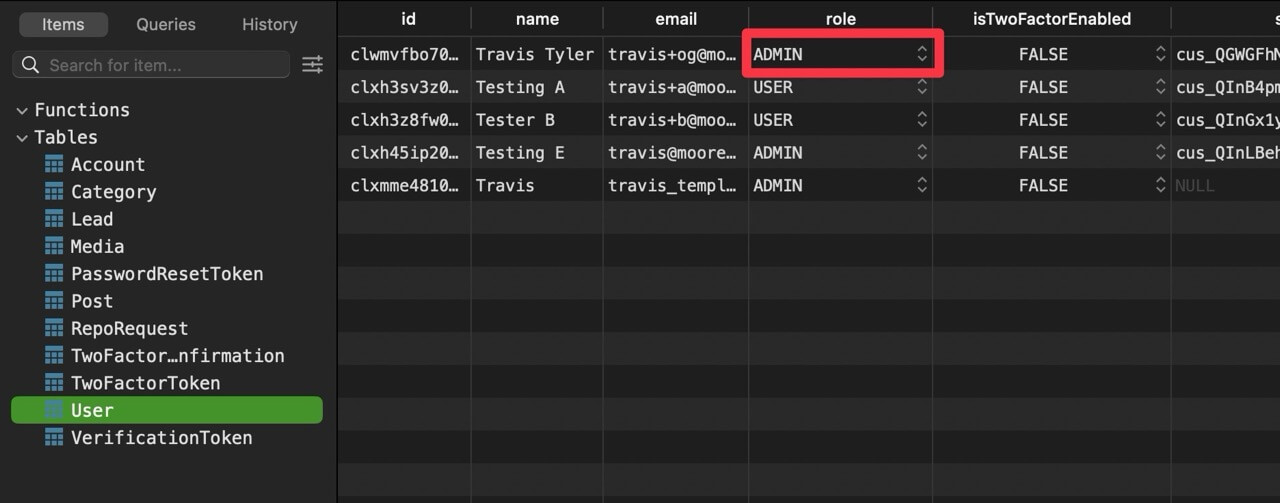 Items Queries History
Search for item...
Functions
Tables
Account
Category
Lead
Media
PasswordResetToken
Post
RepoRequest
TwoFactor…nfirmation
TwoFactorToken
User
VerificationToken
id name email role isTwoFactorEnabled s
clwmvfbo70… Travis Tyler travis+og@mo… ADMIN FALSE cus_QGWGFhN
clxh3sv3z0… Testing A travis+a@moo… USER FALSE cus_QInB4pm
clxh3z8fw0… Tester B travis+b@moo… USER FALSE cus_QInGx1y
clxh45ip20… Testing E travis@moore… ADMIN FALSE cus_QInLBeh
clxmme4810… Travis travis_templ… ADMIN FALSE NULL